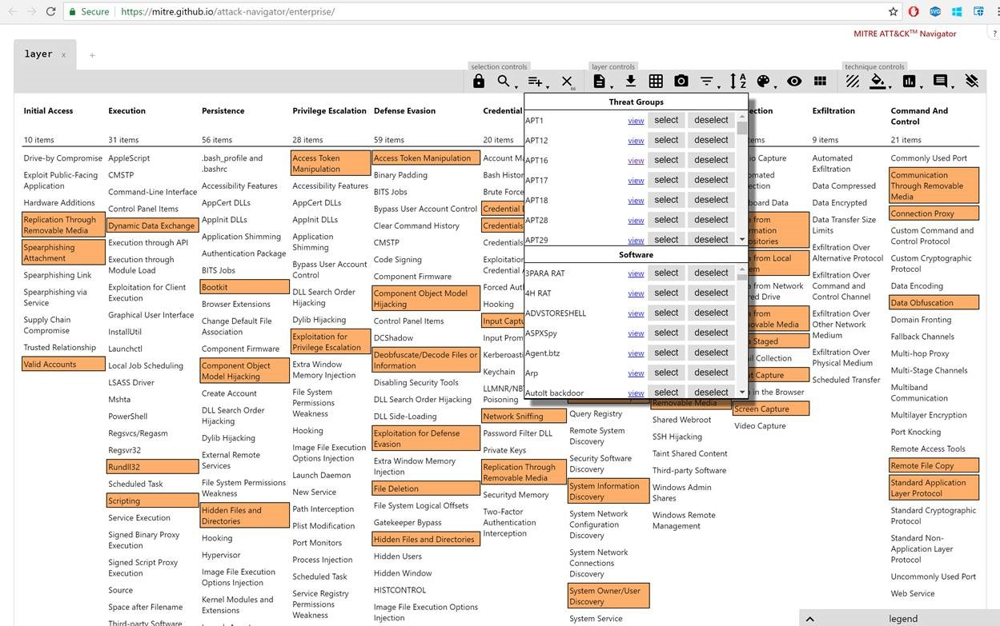 Secure
https://mitre.github.io/attack-navigator/enterprise/
MITRE ATT&CK™ Navigator
?
layer x
+
selection controls
layer controls
technique controls
66
Initial Access
10 items
Drive-by Compromise
Exploit Public-Facing
Application
Hardware Additions
Replication Through
Removable Media
Spearphishing
Attachment
Spearphishing Link
Spearphishing via
Service
Supply Chain
Compromise
Trusted Relationship
Valid Accounts
Execution
31 items
AppleScript
CMSTP
Command-Line Interface
Control Panel Items
Dynamic Data Exchange
Execution through API
Execution through
Module Load
Exploitation for Client
Execution
Graphical User Interface
InstallUtil
Launchctl
Local Job Scheduling
LSASS Driver
Mshta
PowerShell
Regsvcs/Regasm
Regsvr32
Rundll32
Scheduled Task
Scripting
Service Execution
Signed Binary Proxy
Execution
Signed Script Proxy
Execution
Source
Space after Filename
Third-party Software
Persistence
56 items
.bash_profile and
.bashrc
Accessibility Features
AppCert DLLs
AppInit DLLs
Application Shimming
Authentication Package
BITS Jobs
Bootkit
Browser Extensions
Change Default File
Association
Component Firmware
Component Object
Model Hijacking
Create Account
DLL Search Order
Hijacking
Dylib Hijacking
External Remote
Services
File System Permissions
Weakness
Hidden Files and
Directories
Hooking
Hypervisor
Image File Execution
Options Injection
Kernel Modules and
Extensions
Privilege Escalation
28 items
Access Token
Manipulation
Accessibility Features
AppCert DLLs
AppInit DLLs
Application
Shimming
Bypass User Account
Control
DLL Search Order
Hijacking
Dylib Hijacking
Exploitation for
Privilege Escalation
Extra Window
Memory Injection
File System
Permissions
Weakness
Hooking
Image File Execution
Options Injection
Launch Daemon
New Service
Path Interception
Plist Modification
Port Monitors
Process Injection
Scheduled Task
Service Registry
Permissions
Weakness
Defense Evasion
59 items
Access Token Manipulation
Binary Padding
BITS Jobs
Bypass User Account Control
Clear Command History
CMSTP
Code Signing
Component Firmware
Component Object Model
Hijacking
Control Panel Items
DCShadow
Deobfuscate/Decode Files or
Information
Disabling Security Tools
DLL Search Order Hijacking
DLL Side-Loading
Exploitation for Defense
Evasion
Extra Window Memory
Injection
File Deletion
File System Logical Offsets
Gatekeeper Bypass
Hidden Files and Directories
Hidden Users
Hidden Window
HISTCONTROL
Image File Execution Options
Injection
Credential
20 items
Account Ma
Bash Histor
Brute Force
Credential
Credentials
Credentials
Exploitation
Credential
Forced Aut
Hooking
Input Captu
Input Prom
Kerberoasti
Keychain
LLMNR/NB
Poisoning
Network Sniffing
Password Filter DLL
Private Keys
Replication Through
Removable Media
Securityd Memory
Two-Factor
Authentication
Interception
Threat Groups
APT1 view select deselect
APT12 view select deselect
APT16 view select deselect
APT17 view select deselect
APT18 view select deselect
APT28 view select deselect
APT29 view select deselect
Software
3PARA RAT view select deselect
4H RAT view select deselect
ADVSTORESHELL view select deselect
ASPXSpy view select deselect
Agent.btz view select deselect
Arp view select deselect
AutoIt backdoor view select deselect
Query Registry
Remote System
Discovery
Security Software
Discovery
System Information
Discovery
System Network
Configuration
Discovery
System Network
Connections
Discovery
System Owner/User
Discovery
System Service
Removable Media
Shared Webroot
SSH Hijacking
Taint Shared Content
Third-party Software
Windows Admin
Shares
Windows Remote
Management
ection
ems
io Capture
omated
ection
board Data
a from
rmation
ositories
a from Local
em
a from Network
red Drive
a from
ovable Media
a Staged
ail Collection
ut Capture
n in the Browser
Screen Capture
Video Capture
Exfiltration
9 items
Automated
Exfiltration
Data Compressed
Data Encrypted
Data Transfer Size
Limits
Exfiltration Over
Alternative Protocol
Exfiltration Over
Command and
Control Channel
Exfiltration Over
Other Network
Medium
Exfiltration Over
Physical Medium
Scheduled Transfer
Command And
Control
21 items
Commonly Used Port
Communication
Through Removable
Media
Connection Proxy
Custom Command and
Control Protocol
Custom Cryptographic
Protocol
Data Encoding
Data Obfuscation
Domain Fronting
Fallback Channels
Multi-hop Proxy
Multi-Stage Channels
Multiband
Communication
Multilayer Encryption
Port Knocking
Remote Access Tools
Remote File Copy
Standard Application
Layer Protocol
Standard Cryptographic
Protocol
Standard Non-
Application Layer
Protocol
Uncommonly Used Port
Web Service
legend